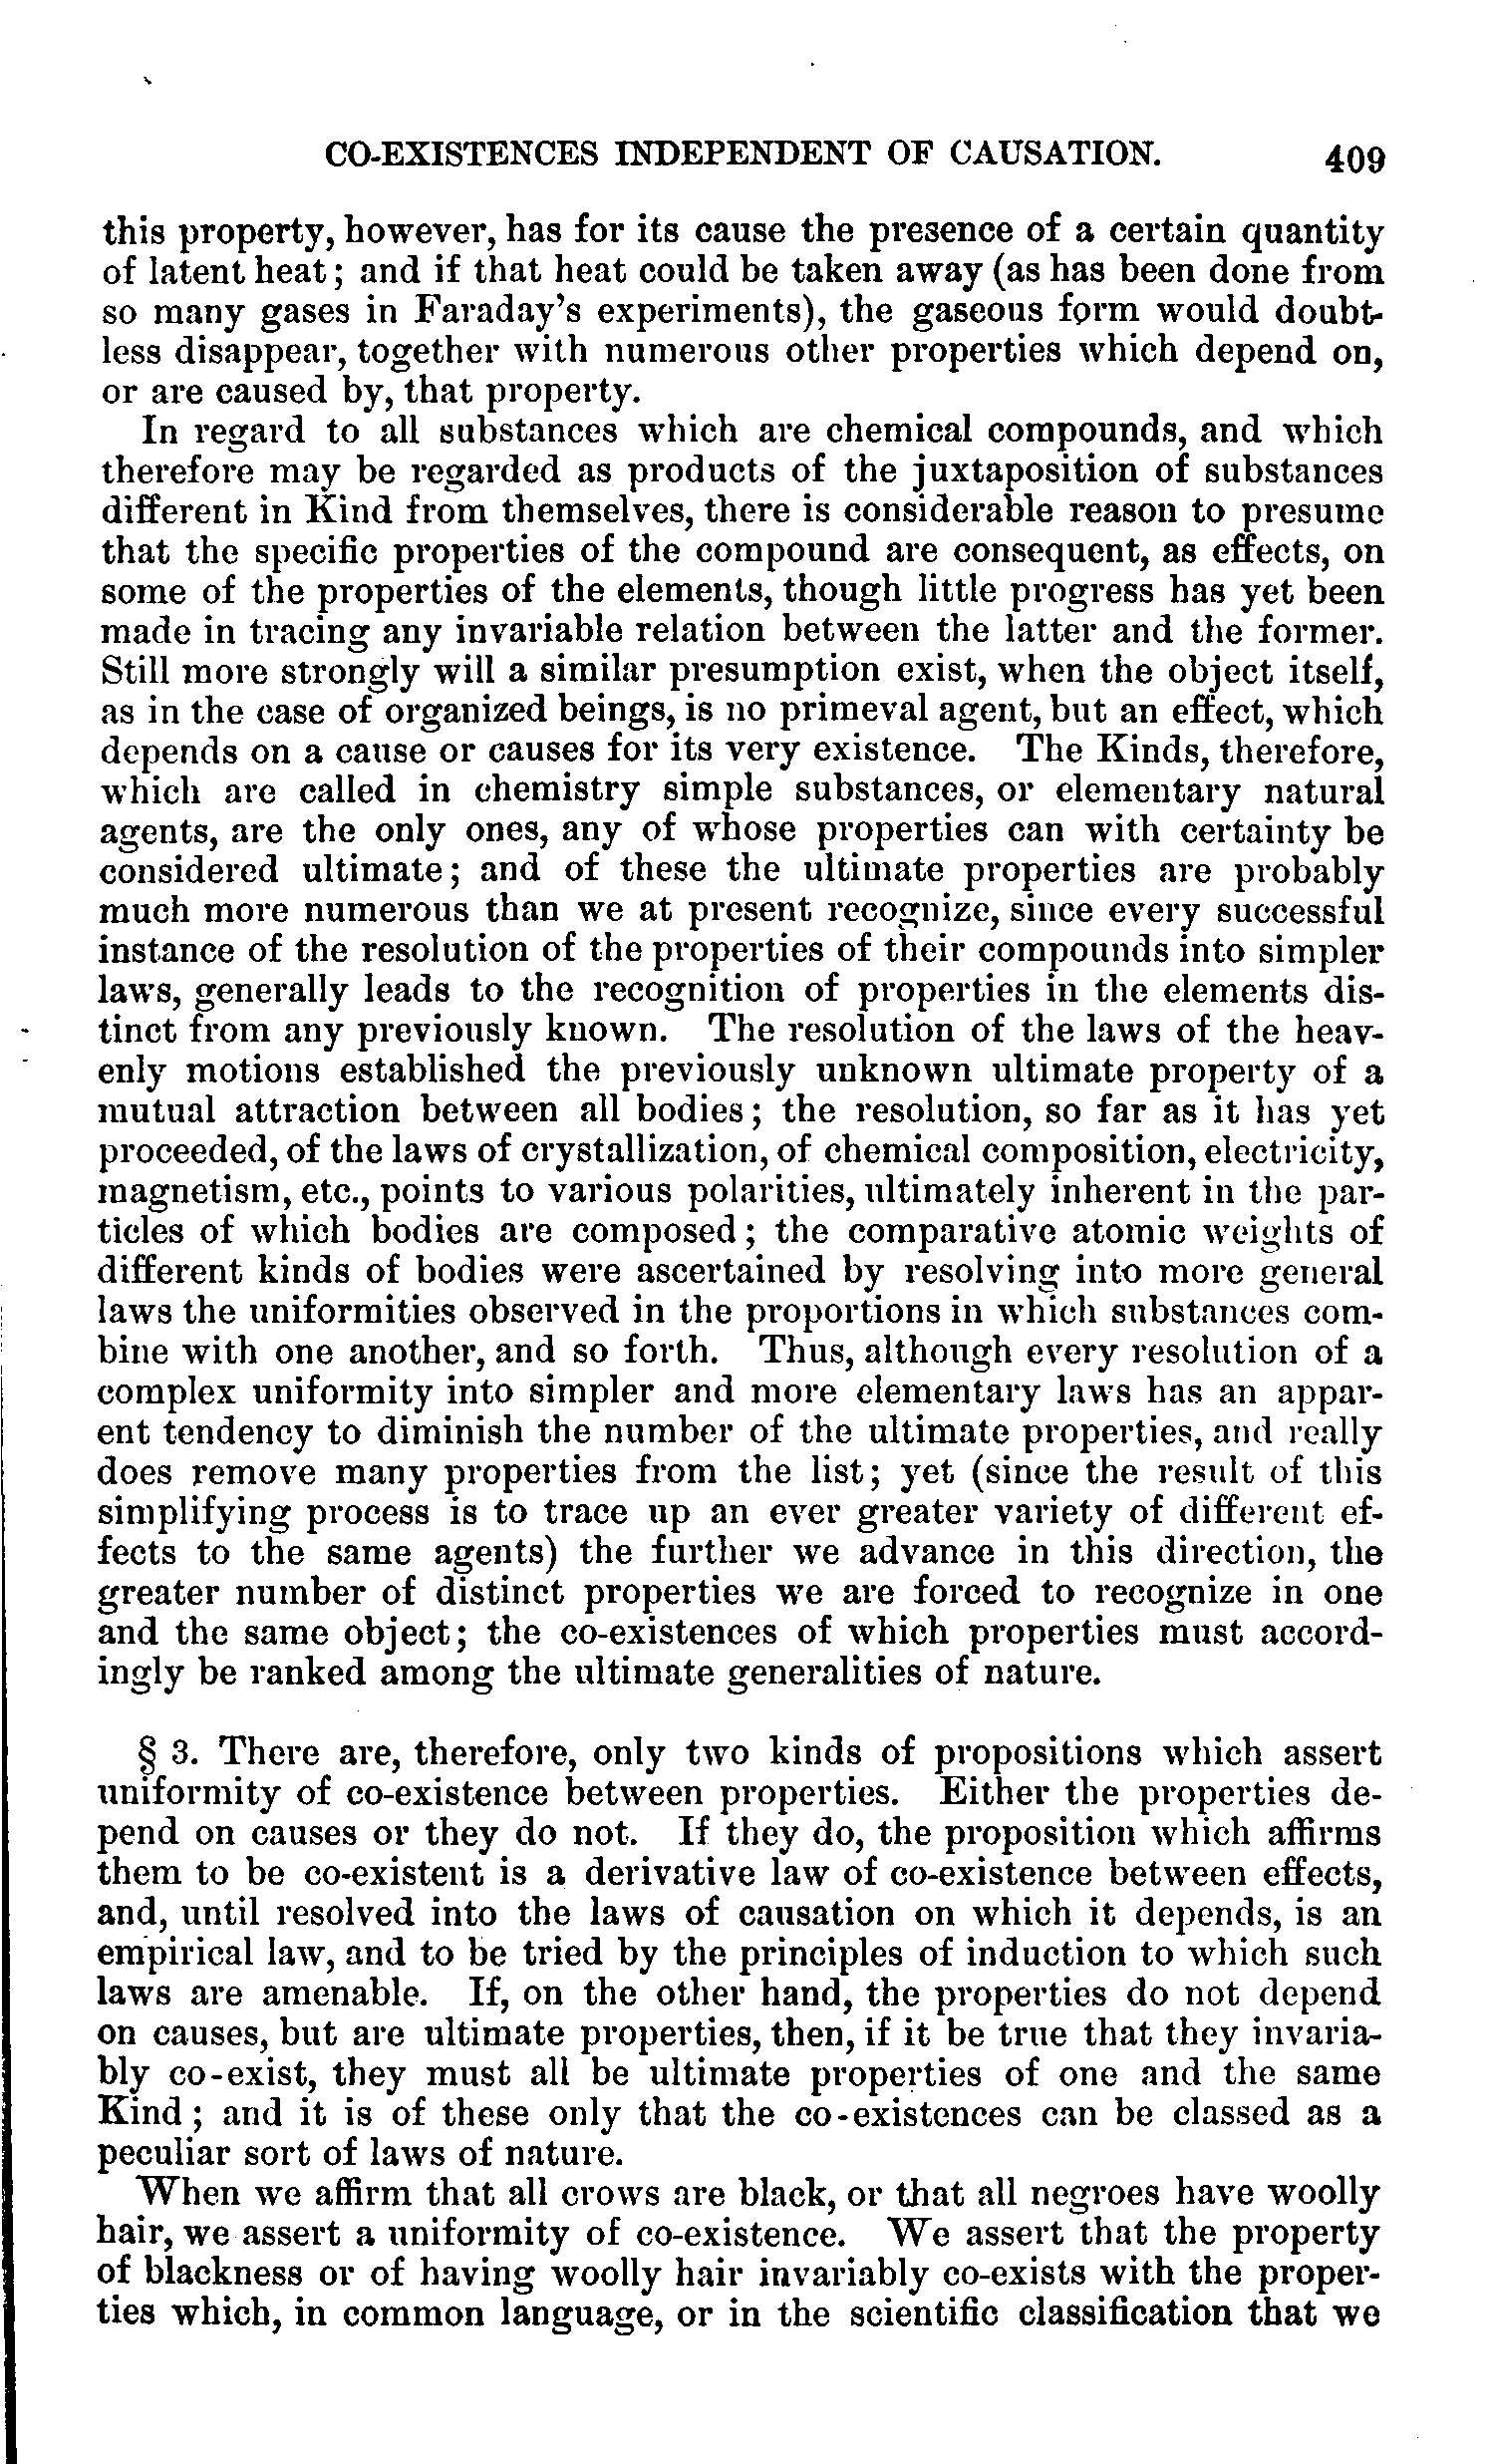 CO-EXISTENCES INDEPENDENT OF CAUSATION. 409
this property, however, has for its cause the presence of a certain quantity
of latent heat; and if that heat could be taken away (as has been done from
so many gases in Faraday's experiments), the gaseous form would doubt-
less disappear, together with numerous other properties which depend on,
or are caused by, that property.
In regard to all substances which are chemical compounds, and which
therefore may be regarded as products of the juxtaposition of substances
different in Kind from themselves, there is considerable reason to presume
that the specific properties of the compound are consequent, as effects, on
some of the properties of the elements, though little progress has yet been
made in tracing any invariable relation between the latter and the former.
Still more strongly will a similar presumption exist, when the object itself,
as in the case of organized beings, is no primeval agent, but an effect, which
depends on a cause or causes for its very existence. The Kinds, therefore,
which are called in chemistry simple substances, or elementary natural
agents, are the only ones, any of whose properties can with certainty be
considered ultimate; and of these the ultimate properties are probably
much more numerous than we at present recognize, since every successful
instance of the resolution of the properties of their compounds into simpler
laws, generally leads to the recognition of properties in the elements dis-
tinct from any previously known. The resolution of the laws of the heav-
enly motions established the previously unknown ultimate property of a
mutual attraction between all bodies; the resolution, so far as it has yet
proceeded, of the laws of crystallization, of chemical composition, electricity,
magnetism, etc., points to various polarities, ultimately inherent in the par-
ticles of which bodies are composed; the comparative atomic weights of
different kinds of bodies were ascertained by resolving into more general
laws the uniformities observed in the proportions in which substances com-
bine with one another, and so forth. Thus, although every resolution of a
complex uniformity into simpler and more elementary laws has an appar-
ent tendency to diminish the number of the ultimate properties, and really
does remove many properties from the list; yet (since the result of this
simplifying process is to trace up an ever greater variety of different ef-
fects to the same agents) the further we advance in this direction, the
greater number of distinct properties we are forced to recognize in one
and the same object; the co-existences of which properties must accord-
ingly be ranked among the ultimate generalities of nature.
§ 3. There are, therefore, only two kinds of propositions which assert
uniformity of co-existence between properties. Either the properties de-
pend on causes or they do not. If they do, the proposition which affirms
them to be co-existent is a derivative law of co-existence between effects,
and, until resolved into the laws of causation on which it depends, is an
empirical law, and to be tried by the principles of induction to which such
laws are amenable. If, on the other hand, the properties do not depend
on causes, but are ultimate properties, then, if it be true that they invaria-
bly co-exist, they must all be ultimate properties of one and the same
Kind; and it is of these only that the co-existences can be classed as a
peculiar sort of laws of nature.
When we affirm that all crows are black, or that all negroes have woolly
hair, we assert a uniformity of co-existence. We assert that the property
of blackness or of having woolly hair invariably co-exists with the proper-
ties which, in common language, or in the scientific classification that we